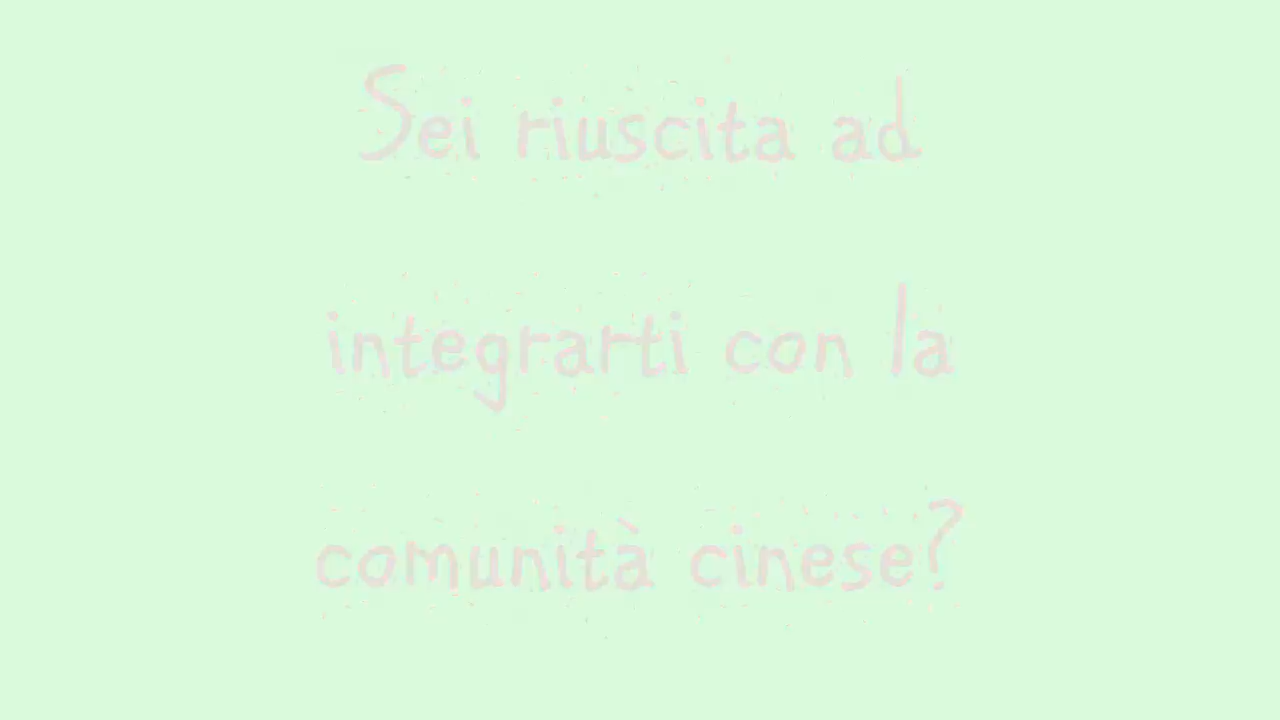 Sei riuscita ad
integrarti con la
comunità cinese?